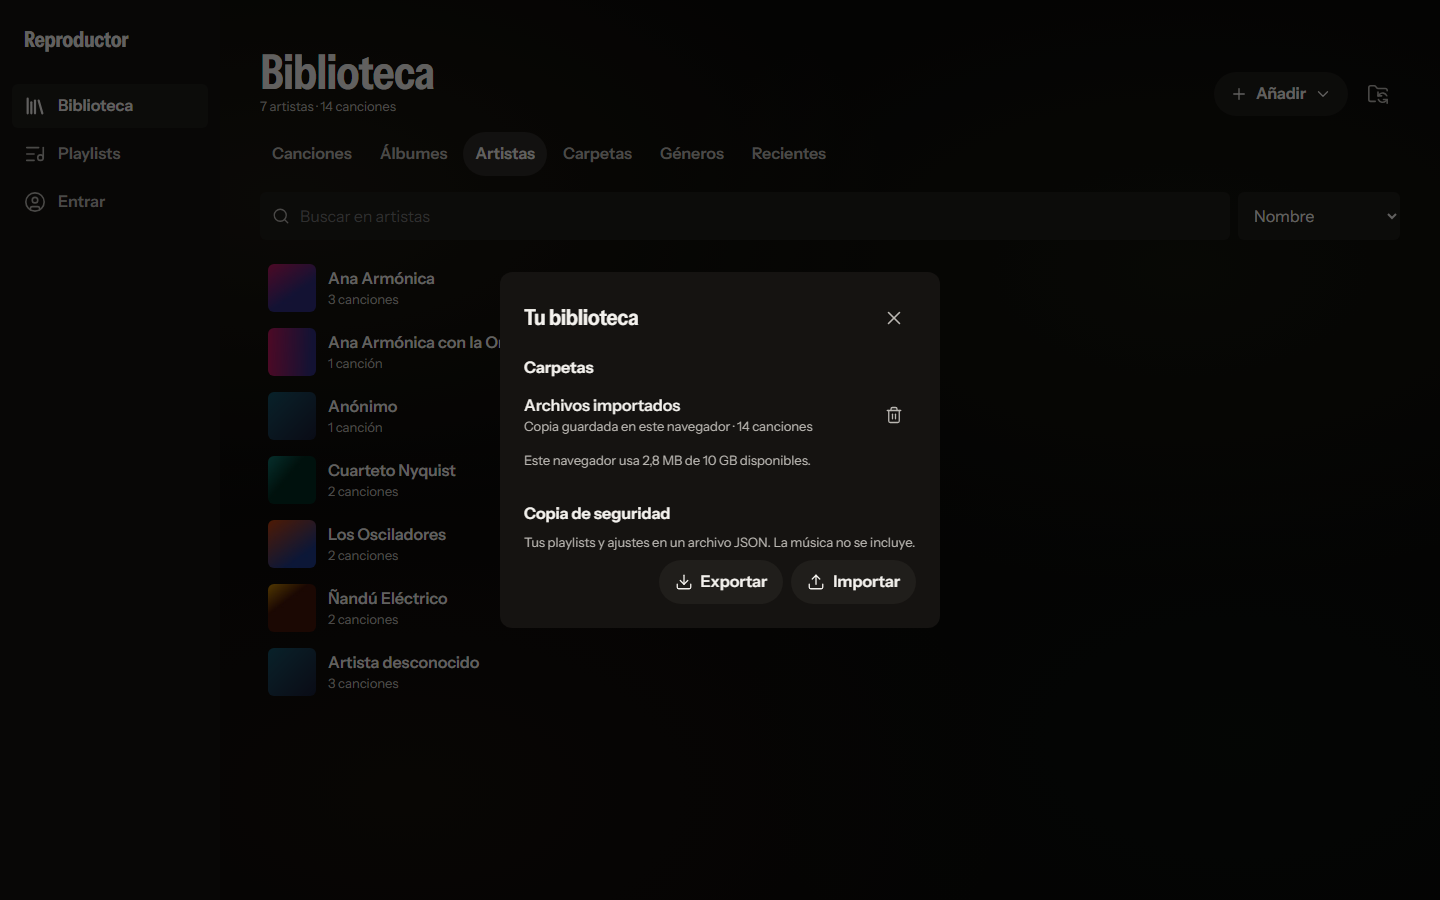 Reproductor
Biblioteca
Playlists
Entrar
Biblioteca
7 artistas · 14 canciones
Añadir
Canciones
Álbumes
Artistas
Carpetas
Géneros
Recientes
Buscar en artistas
Nombre
Ana Armónica
3 canciones
Ana Armónica con la
1 canción
Anónimo
1 canción
Cuarteto Nyquist
2 canciones
Los Osciladores
2 canciones
Ñandú Eléctrico
2 canciones
Artista desconocido
3 canciones
Tu biblioteca
Carpetas
Archivos importados
Copia guardada en este navegador · 14 canciones
Este navegador usa 2,8 MB de 10 GB disponibles.
Copia de seguridad
Tus playlists y ajustes en un archivo JSON. La música no se incluye.
Exportar
Importar